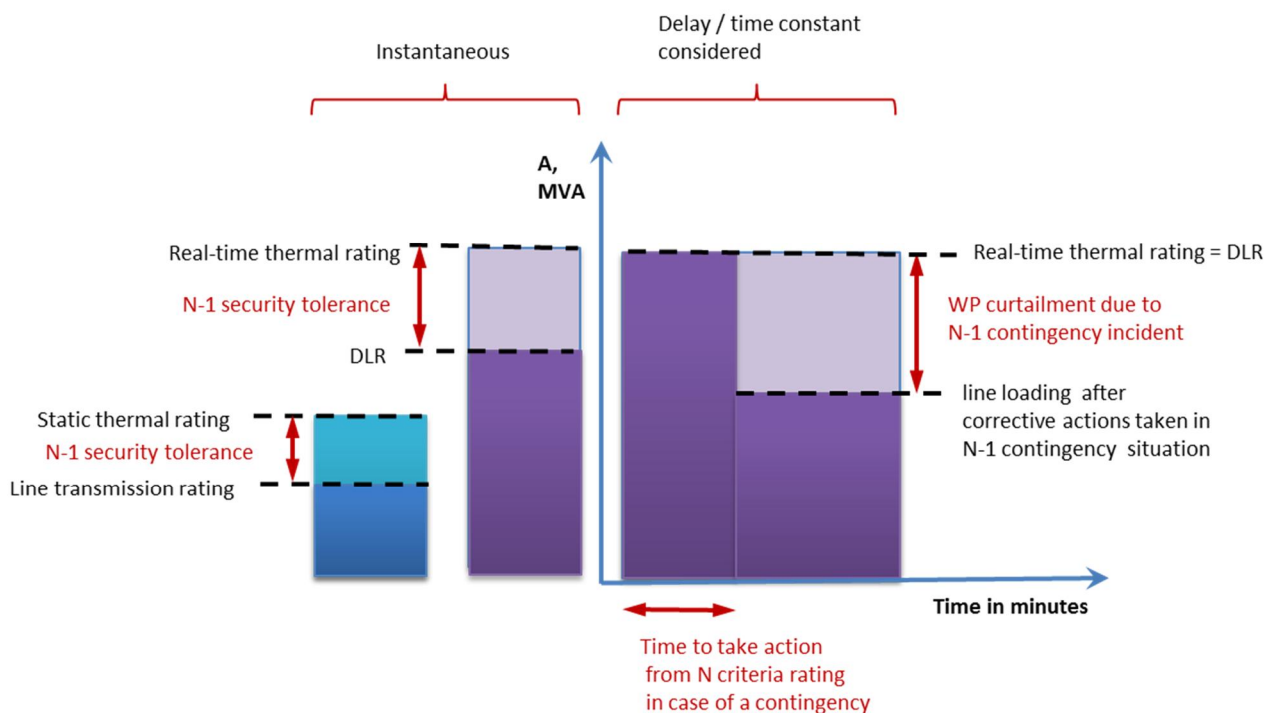 Instantaneous
Delay / time constant
considered
A,
MVA
Real-time thermal rating
N-1 security tolerance
DLR
Static thermal rating
N-1 security tolerance
Line transmission rating
Real-time thermal rating = DLR
WP curtailment due to
N-1 contingency incident
line loading after
corrective actions taken in
N-1 contingency situation
Time in minutes
Time to take action
from N criteria rating
in case of a contingency